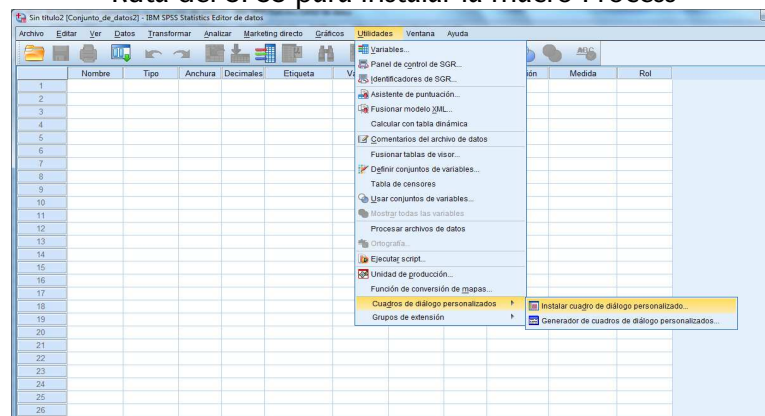 Ruta del SPSS para instalar la macro Process
Sin título2 [Conjunto_de_datos2] - IBM SPSS Statistics Editor de datos
Archivo Editar Ver Datos Transformar Analizar Marketing directo Gráficos Utilidades Ventana Ayuda
Nombre Tipo Anchura Decimales Etiqueta Medida Rol
Variables...
Panel de control de SGR...
Identificadores de SGR...
Asistente de puntuación...
Fusionar modelo XML...
Calcular con tabla dinámica
Comentarios del archivo de datos
Fusionar tablas de visor...
Definir conjuntos de variables...
Tabla de censores
Usar conjuntos de variables...
Mostrar todas las variables
Procesar archivos de datos
Ortografía...
Ejecutar script...
Unidad de producción...
Función de conversión de mapas...
Cuadros de diálogo personalizados
Grupos de extensión
Instalar cuadro de diálogo personalizado...
Generador de cuadros de diálogo personalizados...
1
2
3
4
5
6
7
8
9
10
11
12
13
14
15
16
17
18
19
20
21
22
23
24
25
26